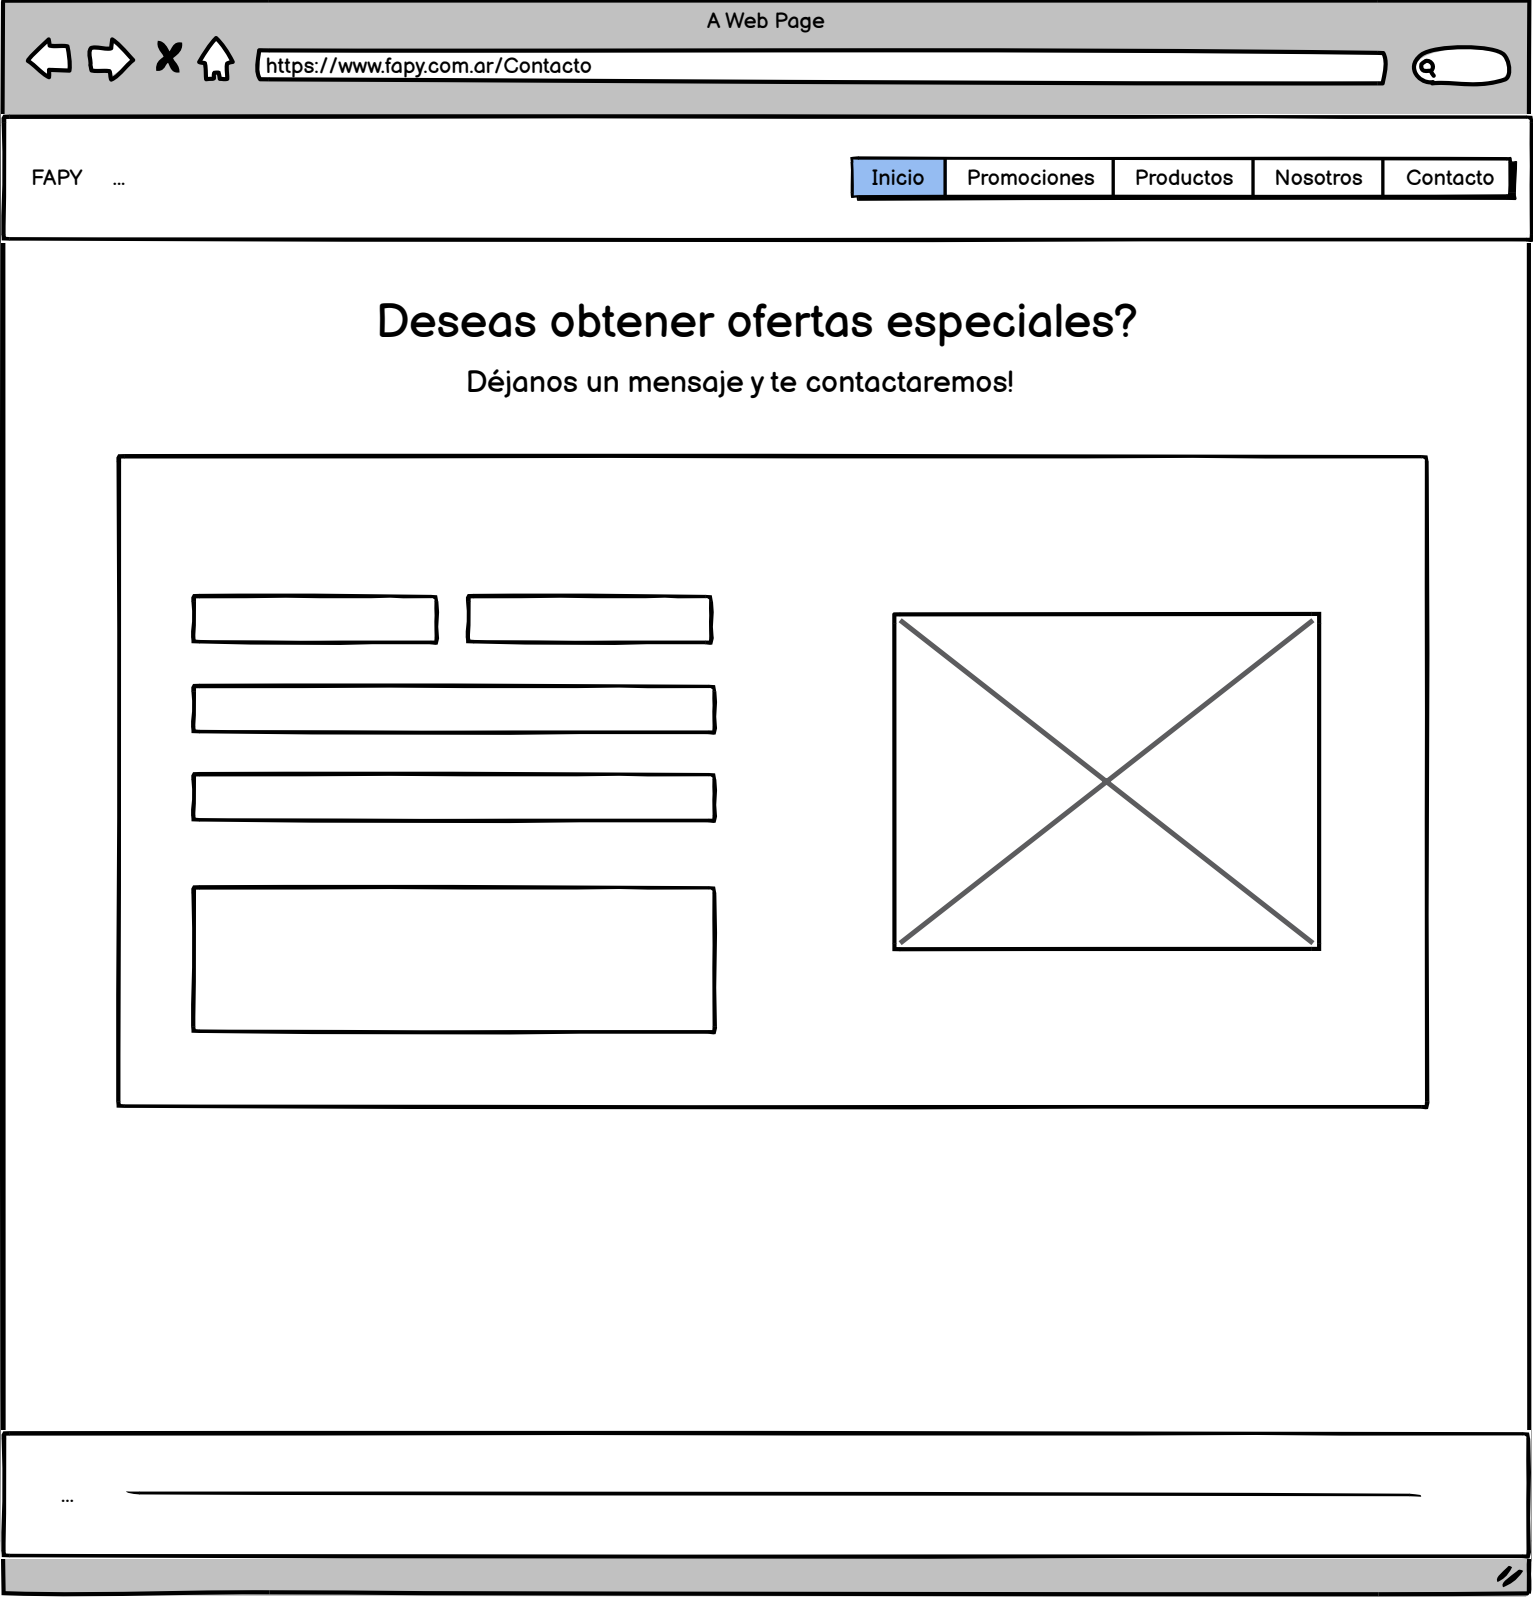 A Web Page
https://www.fapy.com.ar/Contacto
FAPY ...
Inicio Promociones Productos Nosotros Contacto
Deseas obtener ofertas especiales?
Déjanos un mensaje y te contactaremos!
...